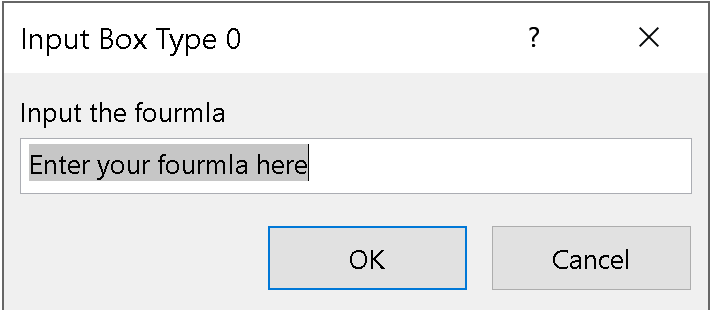 Input Box Type 0 ?
Input the fourmla
Enter your fourmla here
OK Cancel